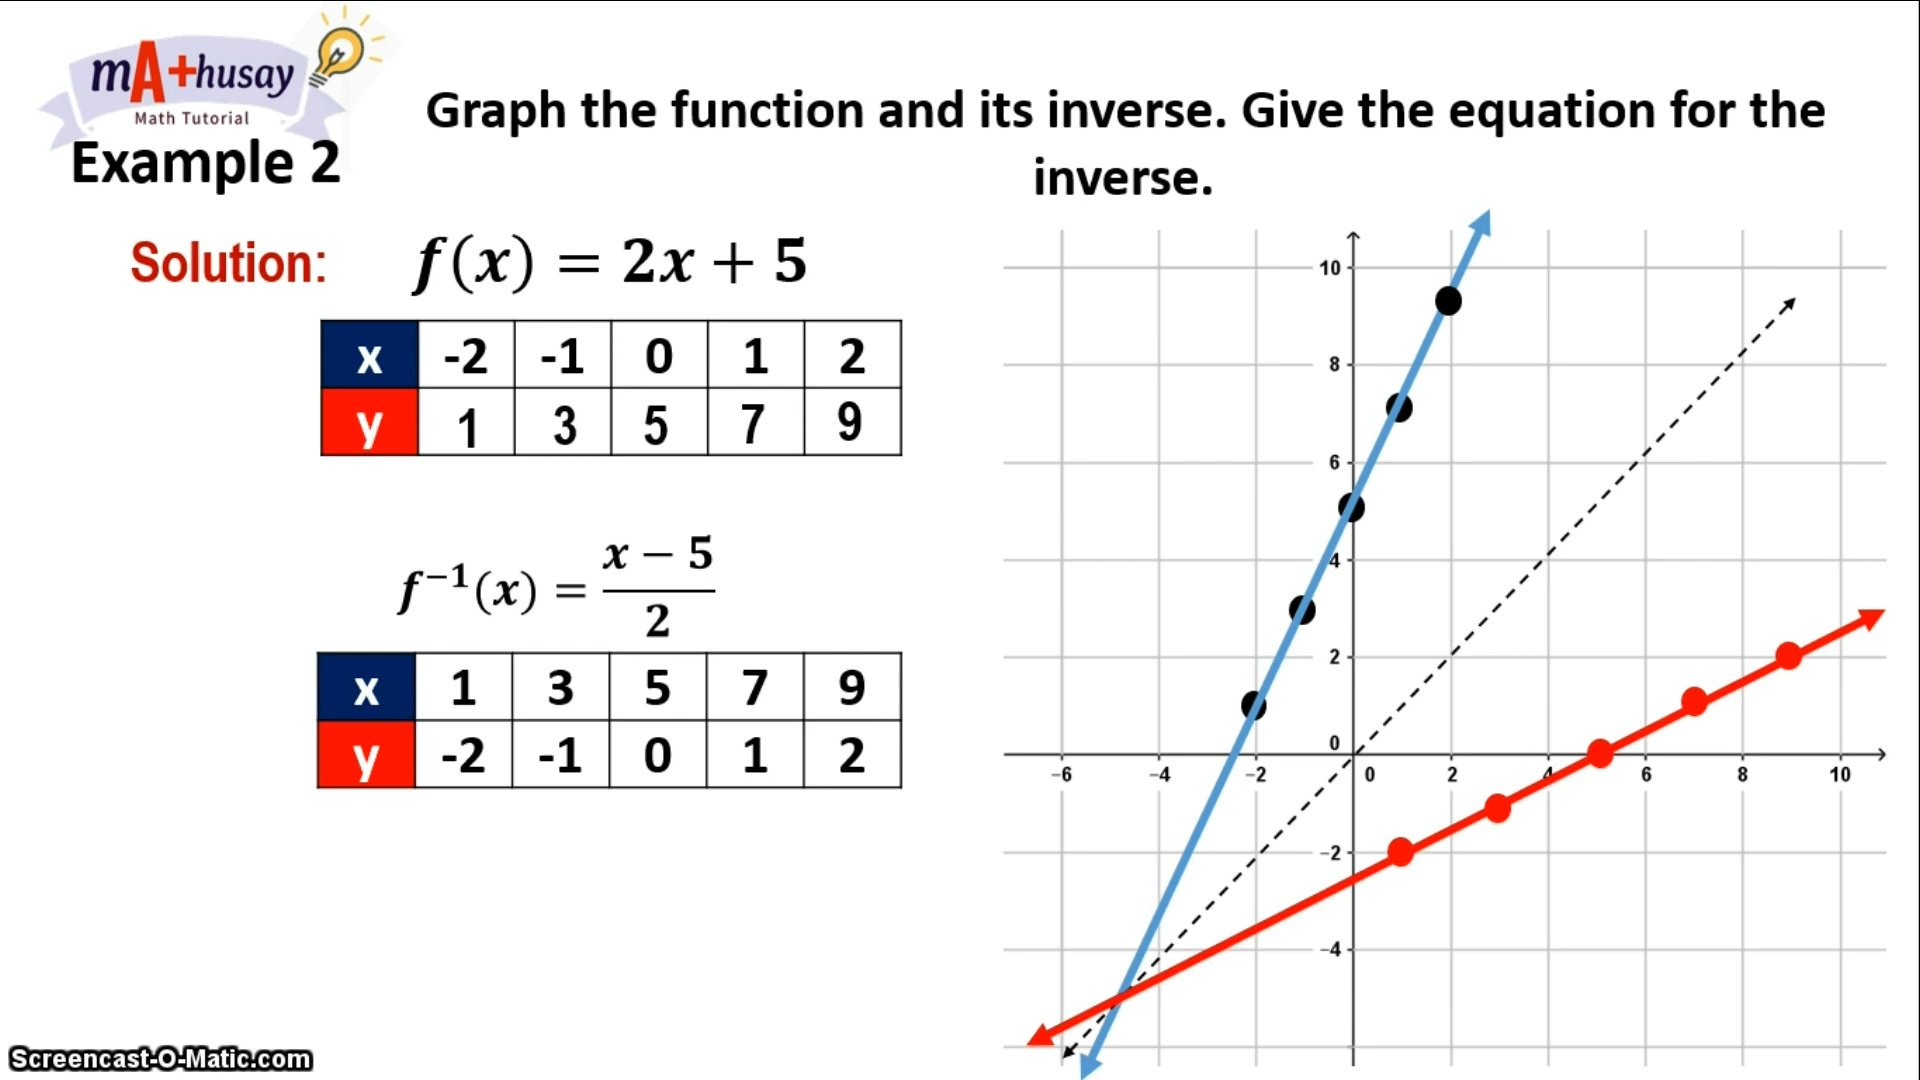 mA+husay
Math Tutorial
Example 2
Graph the function and its inverse. Give the equation for the
inverse.
Solution: f(x) = 2x + 5
x -2 -1 0 1 2
y 1 3 5 7 9
f⁻¹(x) = (x − 5)/2
x 1 3 5 7 9
y -2 -1 0 1 2
10
8
6
4
2
0
−6 −4 −2 0 2 4 6 8 10
−2
−4
Screencast-O-Matic.com